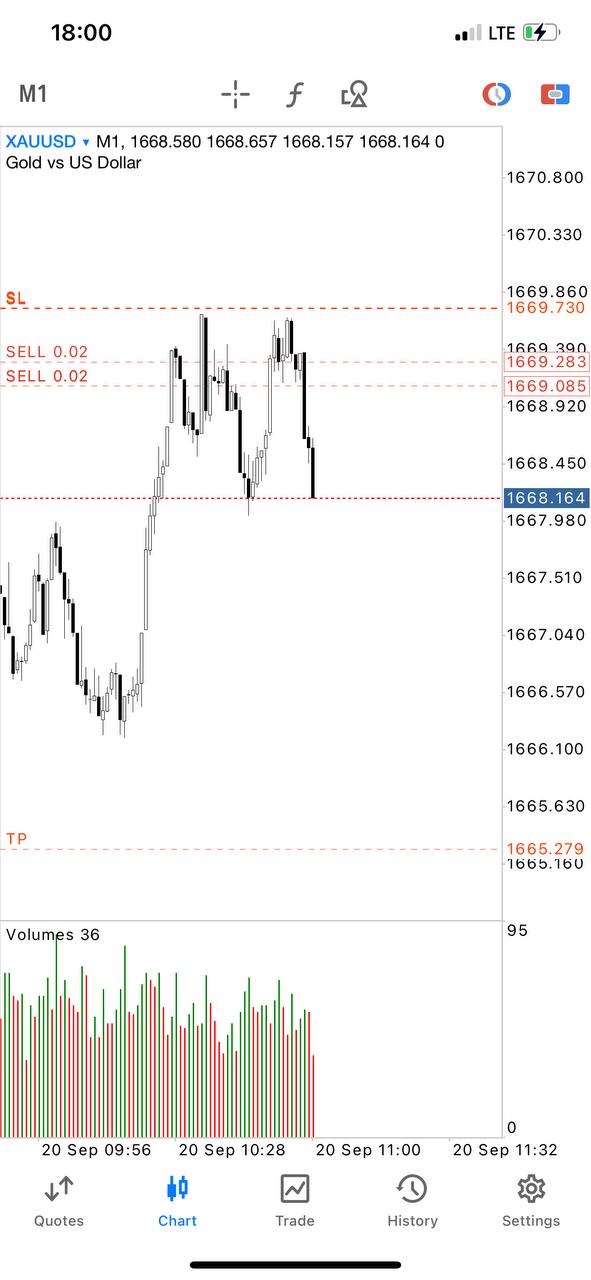 18:00
LTE
M1
f
XAUUSD ▾ M1, 1668.580 1668.657 1668.157 1668.164 0
Gold vs US Dollar
1670.800
1670.330
1669.860
SL
1669.730
1669.390
SELL 0.02
1669.283
SELL 0.02
1669.085
1668.920
1668.450
1668.164
1667.980
1667.510
1667.040
1666.570
1666.100
1665.630
TP
1665.279
1665.160
Volumes 36
95
0
20 Sep 09:56 20 Sep 10:28 20 Sep 11:00 20 Sep 11:32
Quotes Chart Trade History Settings